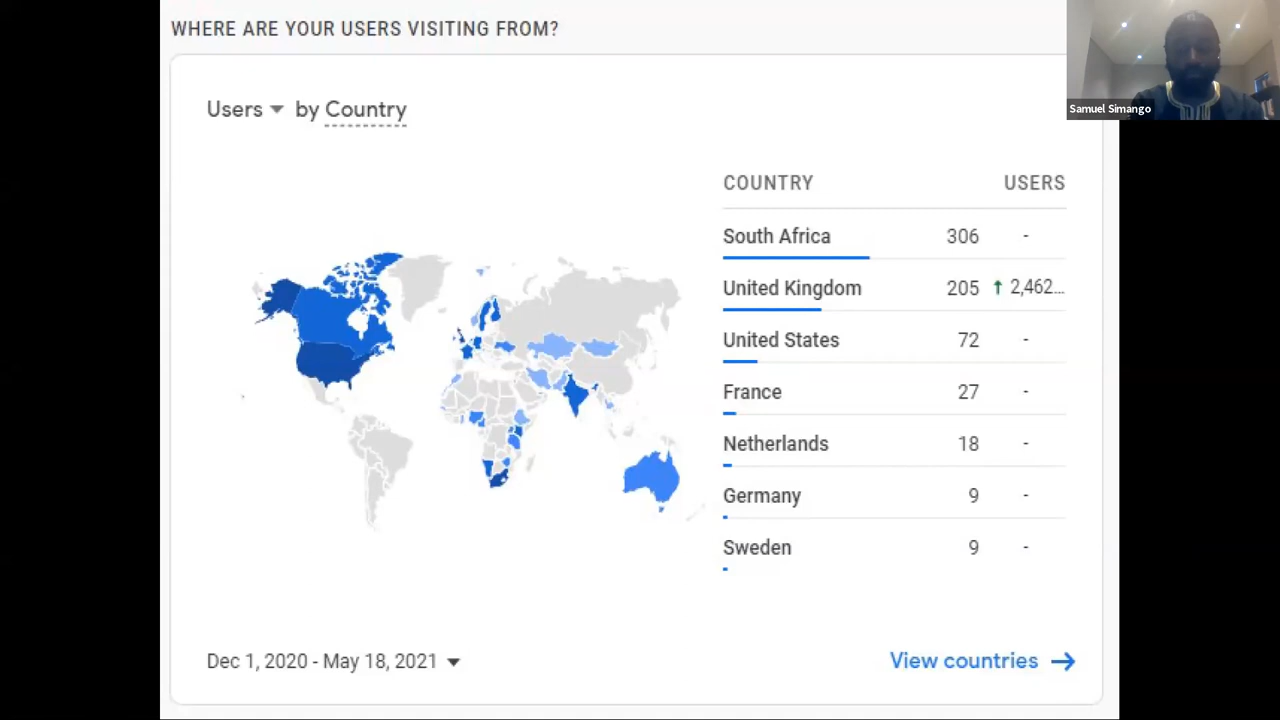 WHERE ARE YOUR USERS VISITING FROM?
Samuel Simango
Users by Country
COUNTRY USERS
South Africa 306 -
United Kingdom 205 ↑ 2,462...
United States 72 -
France 27 -
Netherlands 18 -
Germany 9 -
Sweden 9 -
Dec 1, 2020 - May 18, 2021
View countries →